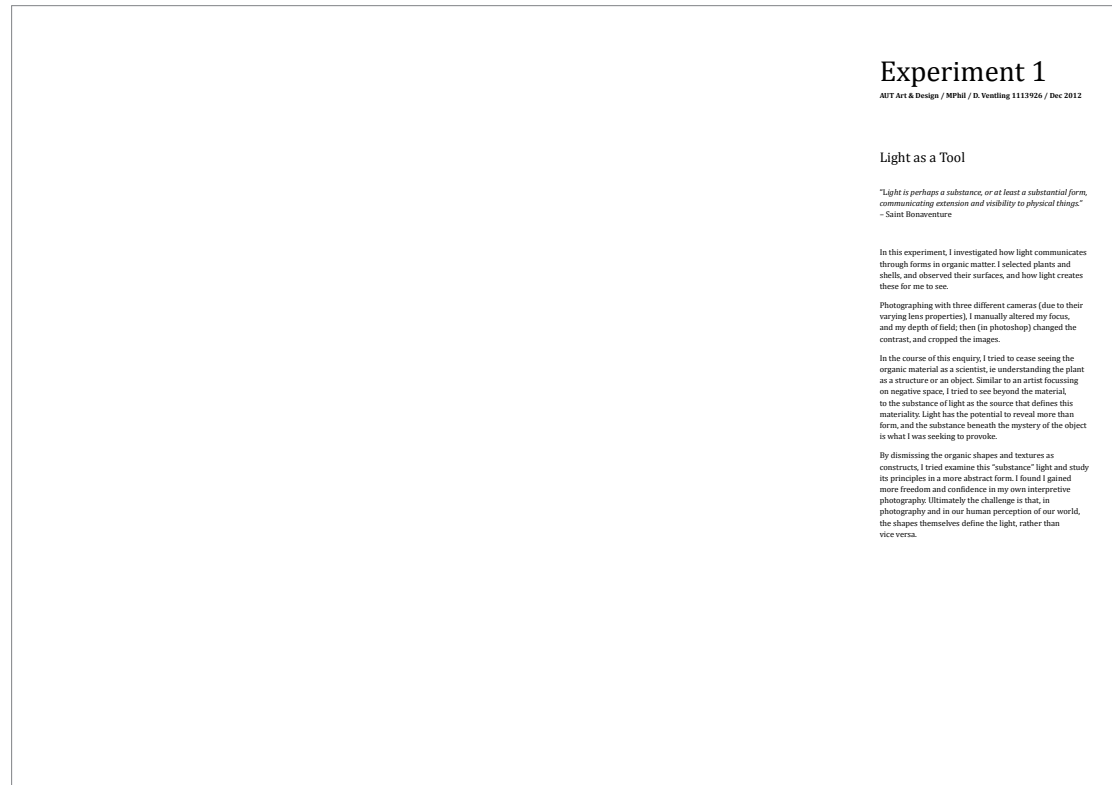 Experiment 1
AUT Art & Design / MPhil / D. Ventling 1113926 / Dec 2012
Light as a Tool
“Light is perhaps a substance, or at least a substantial form,
communicating extension and visibility to physical things.”
– Saint Bonaventure
In this experiment, I investigated how light communicates
through forms in organic matter. I selected plants and
shells, and observed their surfaces, and how light creates
these for me to see.
Photographing with three different cameras (due to their
varying lens properties), I manually altered my focus,
and my depth of field; then (in photoshop) changed the
contrast, and cropped the images.
In the course of this enquiry, I tried to cease seeing the
organic material as a scientist, ie understanding the plant
as a structure or an object. Similar to an artist focussing
on negative space, I tried to see beyond the material,
to the substance of light as the source that defines this
materiality. Light has the potential to reveal more than
form, and the substance beneath the mystery of the object
is what I was seeking to provoke.
By dismissing the organic shapes and textures as
constructs, I tried examine this “substance” light and study
its principles in a more abstract form. I found I gained
more freedom and confidence in my own interpretive
photography. Ultimately the challenge is that, in
photography and in our human perception of our world,
the shapes themselves define the light, rather than
vice versa.